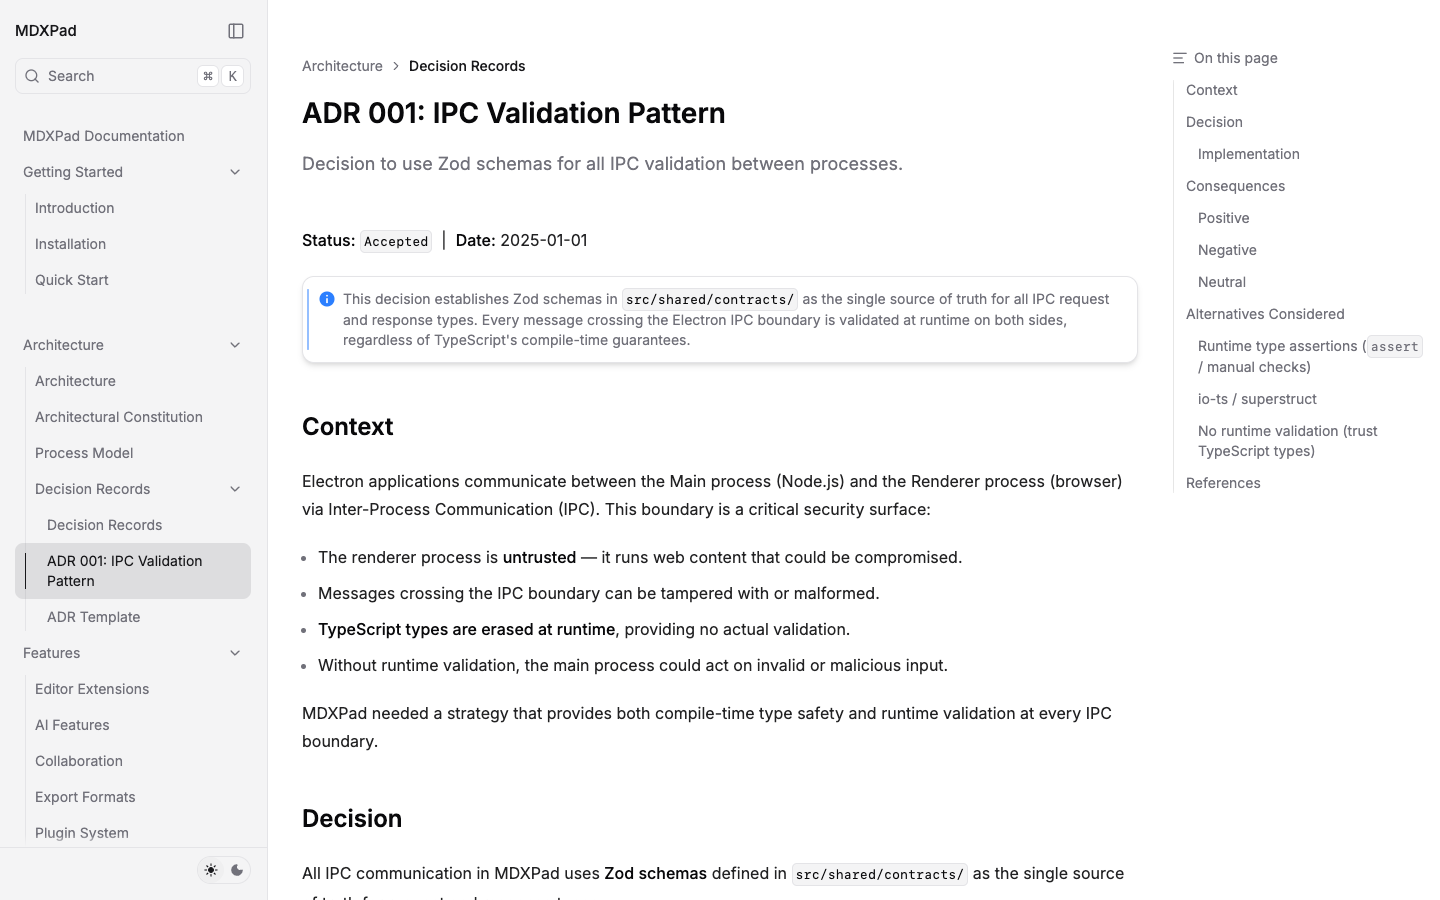 MDXPad
Search
⌘ K
MDXPad Documentation
Getting Started
Introduction
Installation
Quick Start
Architecture
Architecture
Architectural Constitution
Process Model
Decision Records
Decision Records
ADR 001: IPC Validation
Pattern
ADR Template
Features
Editor Extensions
AI Features
Collaboration
Export Formats
Plugin System
Architecture > Decision Records
ADR 001: IPC Validation Pattern
Decision to use Zod schemas for all IPC validation between processes.
Status: Accepted | Date: 2025-01-01
This decision establishes Zod schemas in src/shared/contracts/ as the single source of truth for all IPC request
and response types. Every message crossing the Electron IPC boundary is validated at runtime on both sides,
regardless of TypeScript's compile-time guarantees.
Context
Electron applications communicate between the Main process (Node.js) and the Renderer process (browser)
via Inter-Process Communication (IPC). This boundary is a critical security surface:
• The renderer process is untrusted — it runs web content that could be compromised.
• Messages crossing the IPC boundary can be tampered with or malformed.
• TypeScript types are erased at runtime, providing no actual validation.
• Without runtime validation, the main process could act on invalid or malicious input.
MDXPad needed a strategy that provides both compile-time type safety and runtime validation at every IPC
boundary.
Decision
All IPC communication in MDXPad uses Zod schemas defined in src/shared/contracts/ as the single source
On this page
Context
Decision
Implementation
Consequences
Positive
Negative
Neutral
Alternatives Considered
Runtime type assertions (assert
/ manual checks)
io-ts / superstruct
No runtime validation (trust
TypeScript types)
References